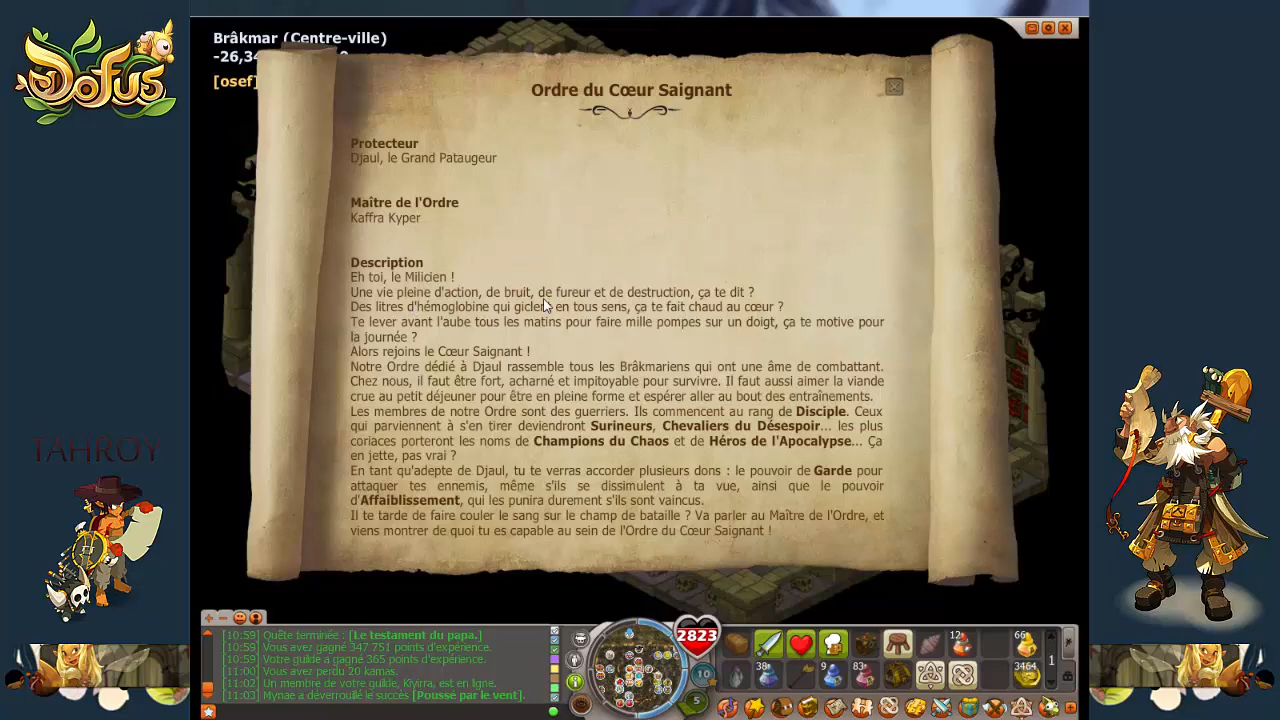 DOFUS
Brâkmar (Centre-ville)
-26,34
[osef]
Ordre du Cœur Saignant
Protecteur
Djaul, le Grand Pataugeur
Maître de l'Ordre
Kaffra Kyper
Description
Eh toi, le Milicien !
Une vie pleine d'action, de bruit, de fureur et de destruction, ça te dit ?
Des litres d'hémoglobine qui giclent en tous sens, ça te fait chaud au cœur ?
Te lever avant l'aube tous les matins pour faire mille pompes sur un doigt, ça te motive pour
la journée ?
Alors rejoins le Cœur Saignant !
Notre Ordre dédié à Djaul rassemble tous les Brâkmariens qui ont une âme de combattant.
Chez nous, il faut être fort, acharné et impitoyable pour survivre. Il faut aussi aimer la viande
crue au petit déjeuner pour être en pleine forme et espérer aller au bout des entraînements.
Les membres de notre Ordre sont des guerriers. Ils commencent au rang de Disciple. Ceux
qui parviennent à s'en tirer deviendront Surineurs, Chevaliers du Désespoir... les plus
coriaces porteront les noms de Champions du Chaos et de Héros de l'Apocalypse... Ça
en jette, pas vrai ?
En tant qu'adepte de Djaul, tu te verras accorder plusieurs dons : le pouvoir de Garde pour
attaquer tes ennemis, même s'ils se dissimulent à ta vue, ainsi que le pouvoir
d'Affaiblissement, qui les punira durement s'ils sont vaincus.
Il te tarde de faire couler le sang sur le champ de bataille ? Va parler au Maître de l'Ordre, et
viens montrer de quoi tu es capable au sein de l'Ordre du Cœur Saignant !
TAHROY
[10:59] Quête terminée : [Le testament du papa.]
[10:59] Vous avez gagné 347 751 points d'expérience.
[10:59] Votre guilde a gagné 365 points d'expérience.
[11:00] Vous avez perdu 20 kamas.
[11:02] Un membre de votre guilde, Kiyirra, est en ligne.
[11:03] Mynae a déverrouillé le succès [Poussé par le vent].
2823
10
5
12
66
38
9
83
3464
1